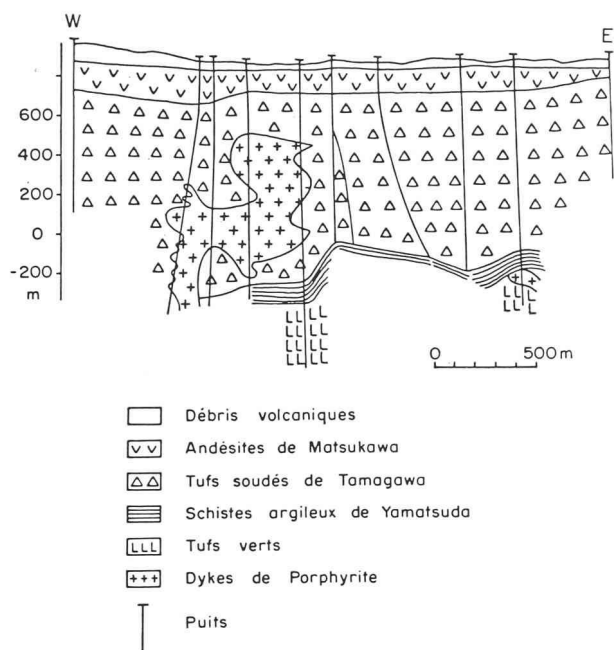 W
E
600
400
200
0
-200
m
0 500 m
Débris volcaniques
Andésites de Matsukawa
Tufs soudés de Tamagawa
Schistes argileux de Yamatsuda
Tufs verts
Dykes de Porphyrite
Puits